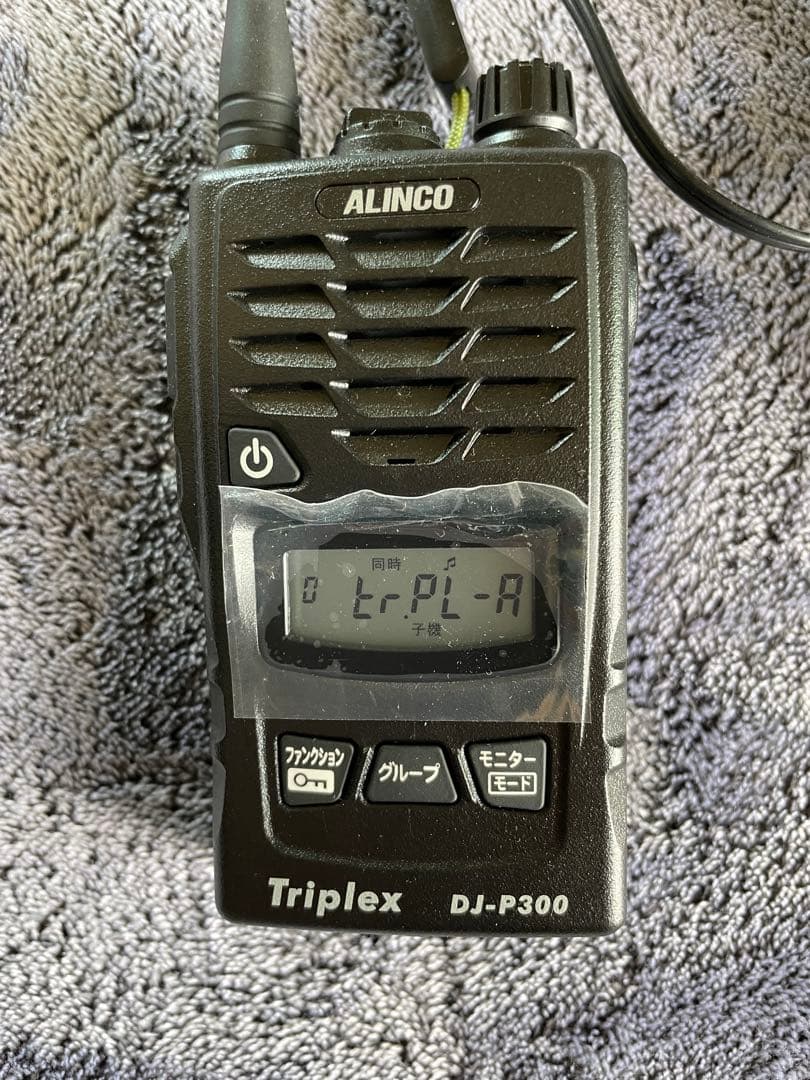 ALINCO
同時
0 tr.PL-A
子機
ファンクション
グループ
モニター
モード
Triplex DJ-P300